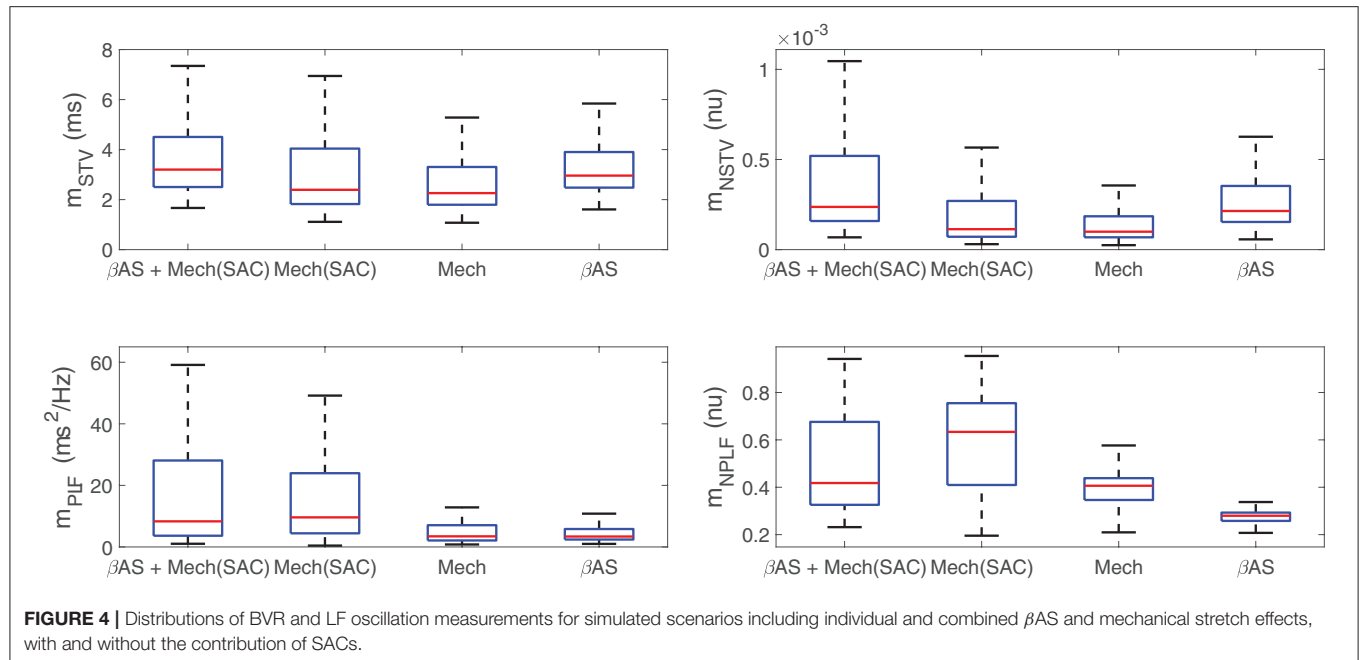 8
6
4
2
0
m_STV (ms)
βAS + Mech(SAC) Mech(SAC) Mech βAS
×10^-3
1
0.5
0
m_NSTV (nu)
βAS + Mech(SAC) Mech(SAC) Mech βAS
60
40
20
0
m_PLF (ms^2/Hz)
βAS + Mech(SAC) Mech(SAC) Mech βAS
0.8
0.6
0.4
0.2
m_NPLF (nu)
βAS + Mech(SAC) Mech(SAC) Mech βAS
FIGURE 4 | Distributions of BVR and LF oscillation measurements for simulated scenarios including individual and combined βAS and mechanical stretch effects,
with and without the contribution of SACs.